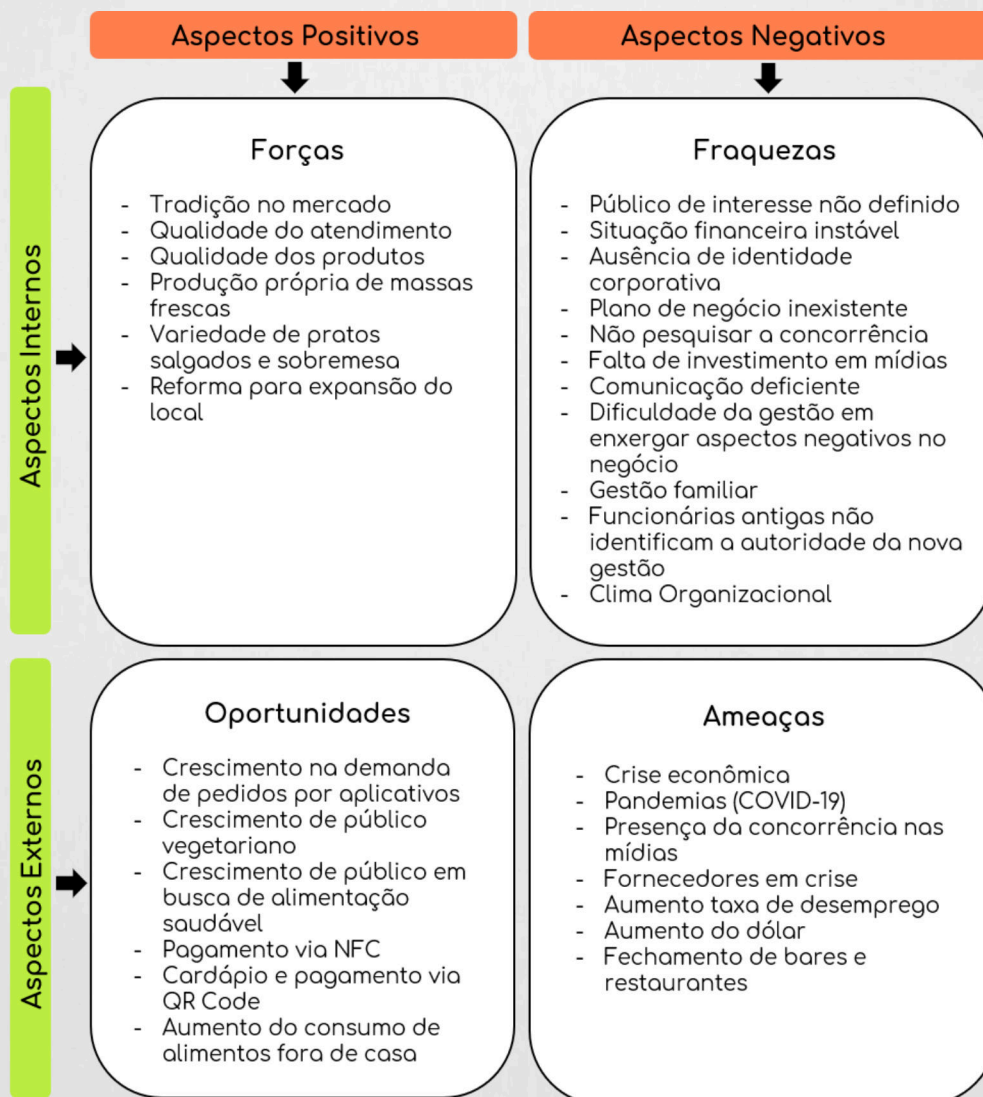 Aspectos Positivos
Aspectos Negativos
Aspectos Internos
Forças
- Tradição no mercado
- Qualidade do atendimento
- Qualidade dos produtos
- Produção própria de massas
frescas
- Variedade de pratos
salgados e sobremesa
- Reforma para expansão do
local
Fraquezas
- Público de interesse não definido
- Situação financeira instável
- Ausência de identidade
corporativa
- Plano de negócio inexistente
- Não pesquisar a concorrência
- Falta de investimento em mídias
- Comunicação deficiente
- Dificuldade da gestão em
enxergar aspectos negativos no
negócio
- Gestão familiar
- Funcionárias antigas não
identificam a autoridade da nova
gestão
- Clima Organizacional
Aspectos Externos
Oportunidades
- Crescimento na demanda
de pedidos por aplicativos
- Crescimento de público
vegetariano
- Crescimento de público em
busca de alimentação
saudável
- Pagamento via NFC
- Cardápio e pagamento via
QR Code
- Aumento do consumo de
alimentos fora de casa
Ameaças
- Crise econômica
- Pandemias (COVID-19)
- Presença da concorrência nas
mídias
- Fornecedores em crise
- Aumento taxa de desemprego
- Aumento do dólar
- Fechamento de bares e
restaurantes